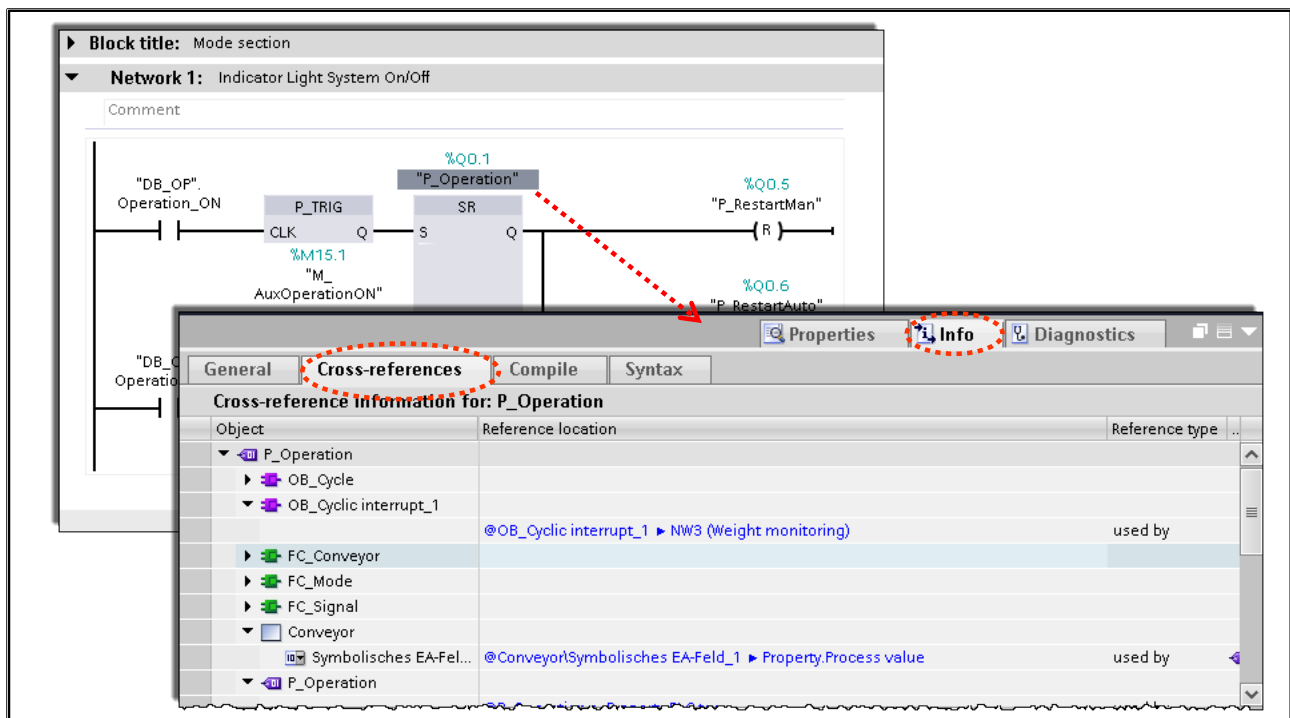 Block title: Mode section
Network 1: Indicator Light System On/Off
Comment
%Q0.1
"P_Operation"
%Q0.5
"P_RestartMan"
"DB_OP".
Operation_ON
P_TRIG
SR
CLK Q S Q
( R )
%M15.1
"M_
AuxOperationON"
%Q0.6
"P_RestartAuto"
Properties Info Diagnostics
General Cross-references Compile Syntax
Cross-reference information for: P_Operation
Object Reference location Reference type ..
P_Operation
OB_Cycle
OB_Cyclic interrupt_1
@OB_Cyclic interrupt_1 ▶ NW3 (Weight monitoring) used by
FC_Conveyor
FC_Mode
FC_Signal
Conveyor
Symbolisches EA-Fel... @Conveyor\Symbolisches EA-Feld_1 ▶ Property.Process value used by
P_Operation